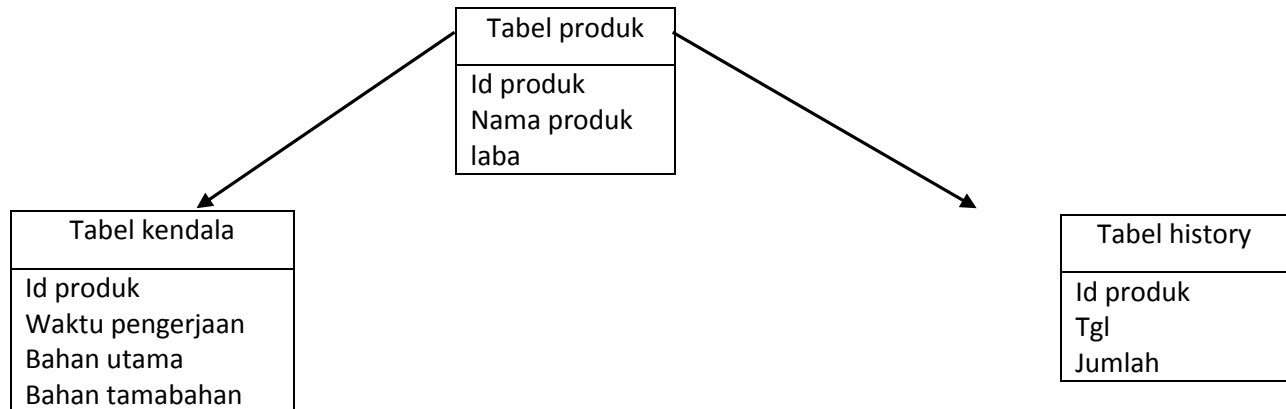 Tabel produk
Id produk
Nama produk
laba
Tabel kendala
Id produk
Waktu pengerjaan
Bahan utama
Bahan tamabahan
Tabel history
Id produk
Tgl
Jumlah